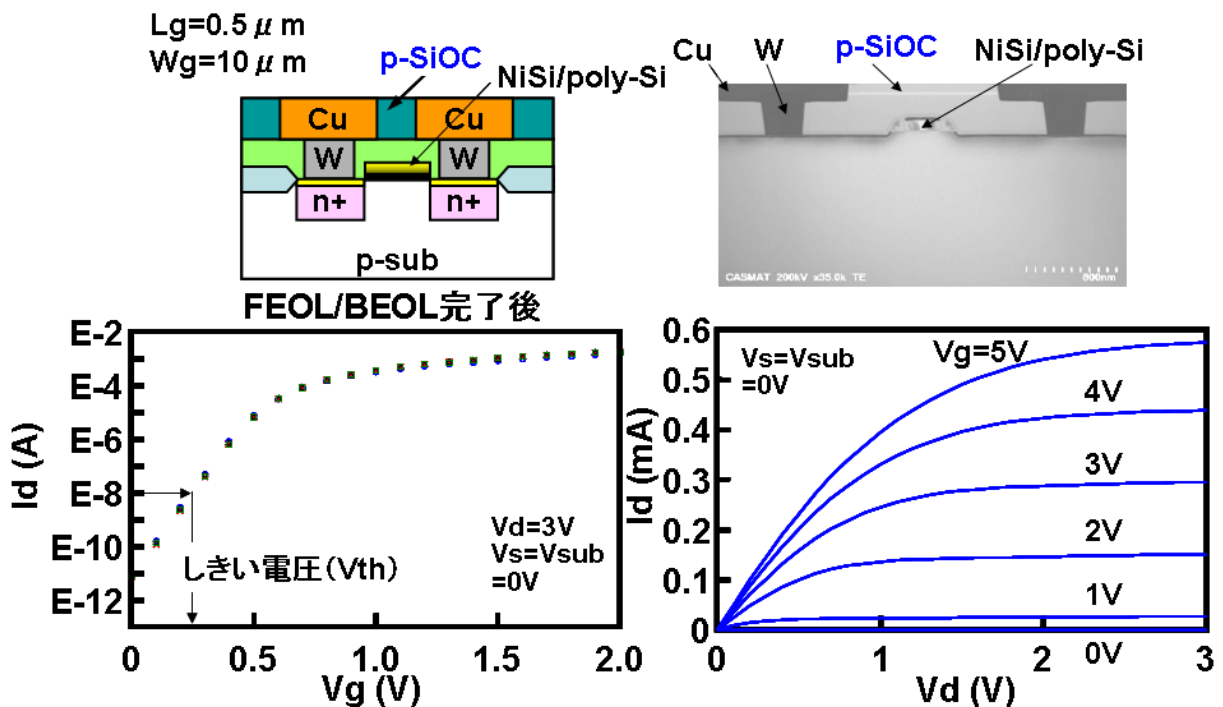 Lg=0.5μm
Wg=10μm
p-SiOC
NiSi/poly-Si
Cu
Cu
W
W
n+
n+
p-sub
Cu
W
p-SiOC
NiSi/poly-Si
CASMAT 200kV x35.0k TE
800nm
FEOL/BEOL完了後
E-2
E-4
E-6
E-8
E-10
E-12
Id (A)
しきい電圧(Vth)
Vd=3V
Vs=Vsub
=0V
0
0.5
1.0
1.5
2.0
Vg (V)
0.6
0.5
0.4
0.3
0.2
0.1
0
Id (mA)
Vs=Vsub
=0V
Vg=5V
4V
3V
2V
1V
0V
0
1
2
3
Vd (V)